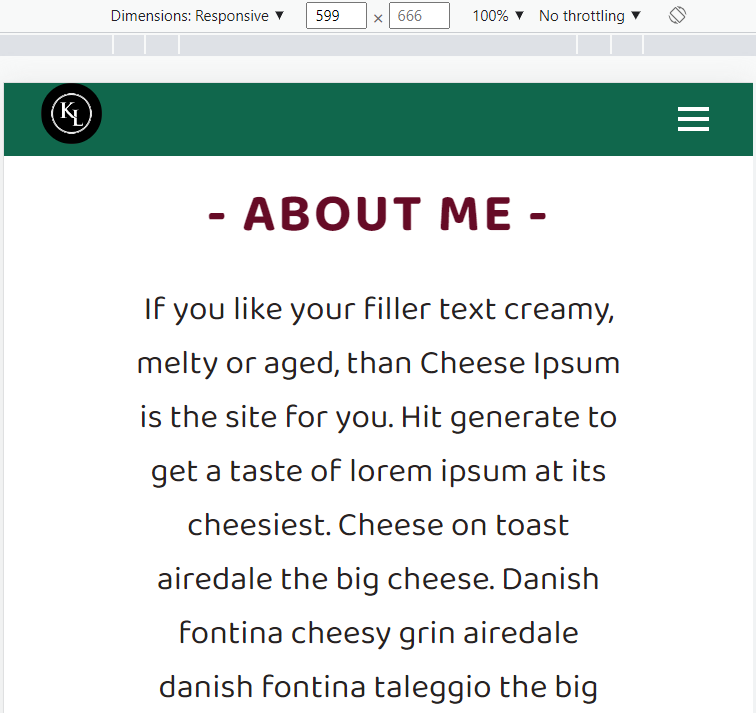 Dimensions: Responsive ▼ 599 × 666 100% ▼ No throttling ▼
KL
- ABOUT ME -
If you like your filler text creamy,
melty or aged, than Cheese Ipsum
is the site for you. Hit generate to
get a taste of lorem ipsum at its
cheesiest. Cheese on toast
airedale the big cheese. Danish
fontina cheesy grin airedale
danish fontina taleggio the big